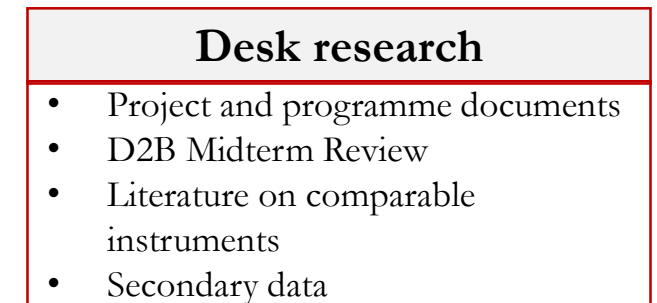 Desk research
• Project and programme documents
• D2B Midterm Review
• Literature on comparable
instruments
• Secondary data